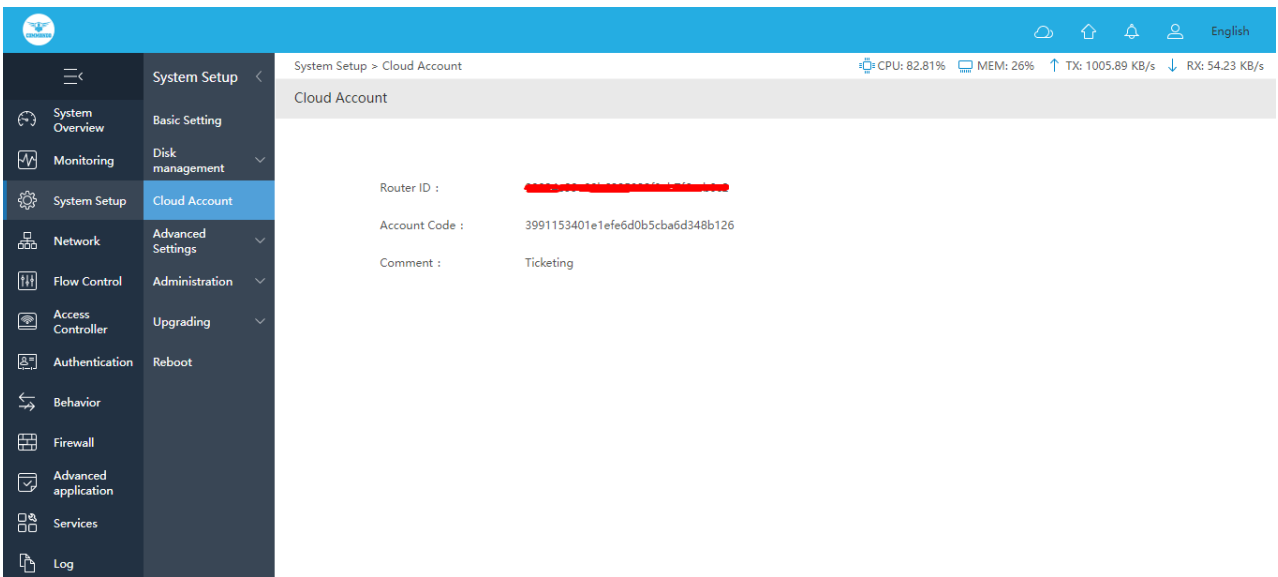 English
System Setup
System Setup > Cloud Account
CPU: 82.81%
MEM: 26%
TX: 1005.89 KB/s
RX: 54.23 KB/s
Cloud Account
System
Overview
Monitoring
System Setup
Network
Flow Control
Access
Controller
Authentication
Behavior
Firewall
Advanced
application
Services
Log
Basic Setting
Disk
management
Cloud Account
Advanced
Settings
Administration
Upgrading
Reboot
Router ID :
Account Code :
3991153401e1efe6d0b5cba6d348b126
Comment :
Ticketing